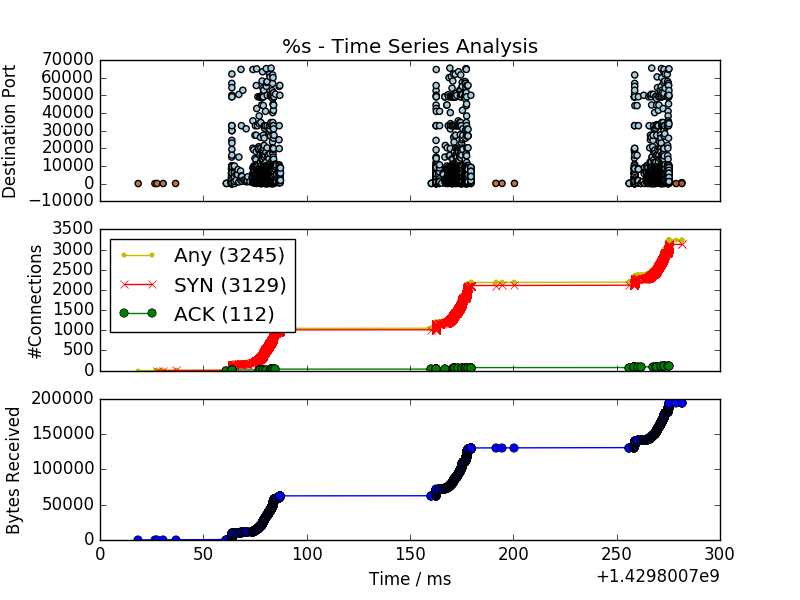 %s - Time Series Analysis
70000
60000
50000
40000
30000
20000
10000
0
−10000
Destination Port
3500
3000
2500
2000
1500
1000
500
0
#Connections
Any (3245)
SYN (3129)
ACK (112)
200000
150000
100000
50000
0
Bytes Received
0 50 100 150 200 250 300
Time / ms
+1.4298007e9